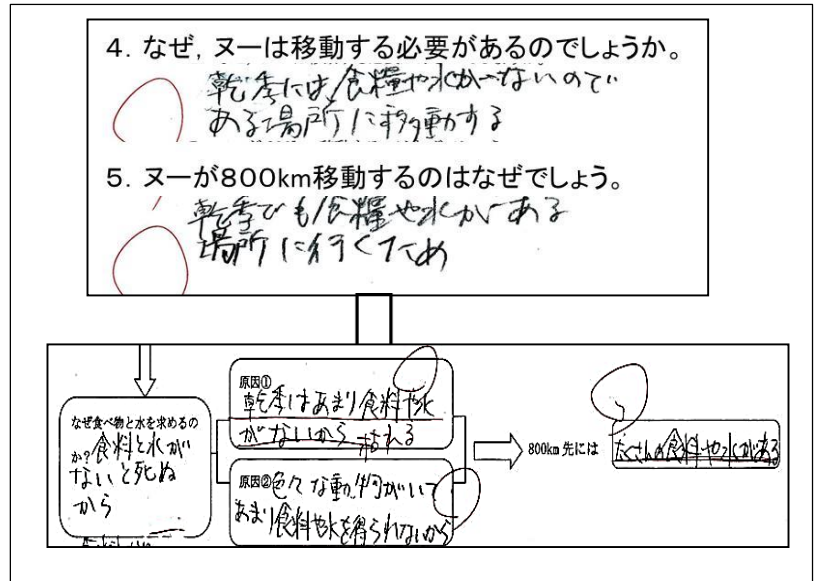 4．なぜ，ヌーは移動する必要があるのでしょうか。
乾季には食糧や水がないので
ある場所に移動する
5．ヌーが800km移動するのはなぜでしょう。
乾季でも食糧や水がある
場所に行くため
なぜ食べ物と水を求めるの
か?食料と水が
ないと死ぬ
から
原因①
乾季はあまり食料や水
がないから 枯れる
原因②色々な動物がいて
あまり食料や水を得られないから
800km 先には
たくさんの食料や水がある